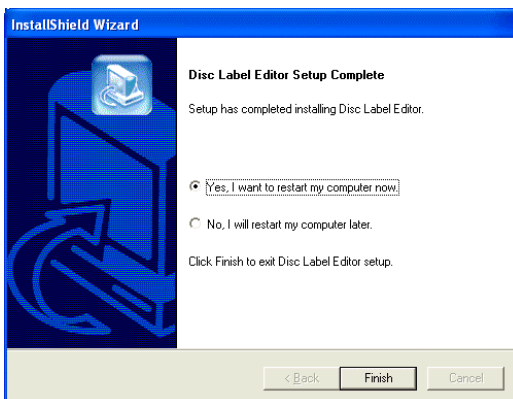 InstallShield Wizard
Disc Label Editor Setup Complete
Setup has completed installing Disc Label Editor.
Yes, I want to restart my computer now.
No, I will restart my computer later.
Click Finish to exit Disc Label Editor setup.
< Back Finish Cancel